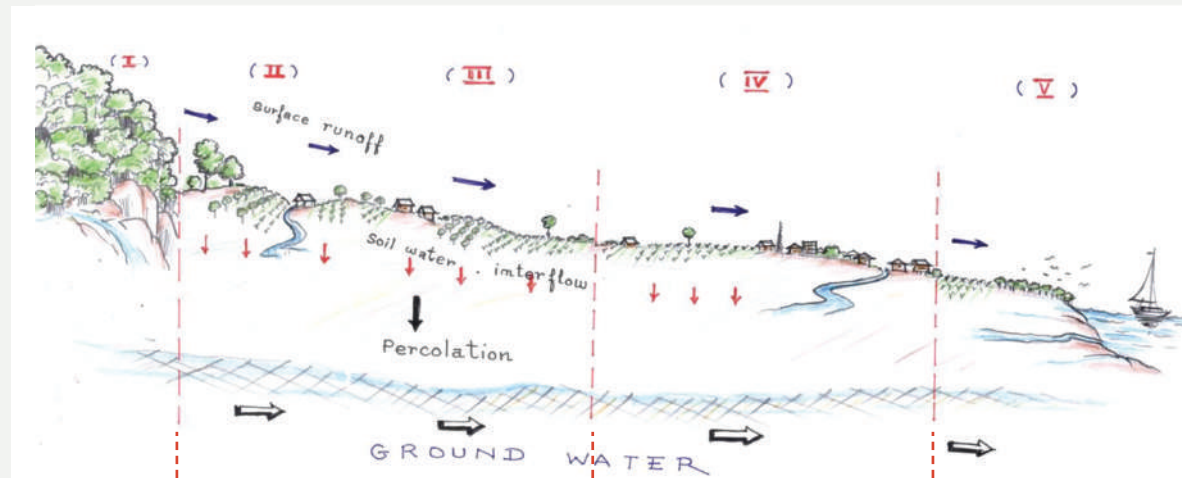 (I)
(II)
(III)
(IV)
(V)
Surface runoff
Soil water . interflow
Percolation
GROUND WATER